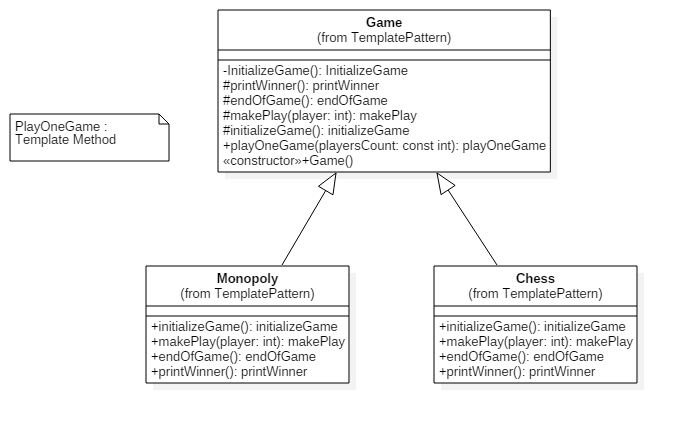 Game
(from TemplatePattern)
-InitializeGame(): InitializeGame
#printWinner(): printWinner
#endOfGame(): endOfGame
#makePlay(player: int): makePlay
#initializeGame(): initializeGame
+playOneGame(playersCount: const int): playOneGame
«constructor»+Game()
PlayOneGame :
Template Method
Monopoly
(from TemplatePattern)
+initializeGame(): initializeGame
+makePlay(player: int): makePlay
+endOfGame(): endOfGame
+printWinner(): printWinner
Chess
(from TemplatePattern)
+initializeGame(): initializeGame
+makePlay(player: int): makePlay
+endOfGame(): endOfGame
+printWinner(): printWinner